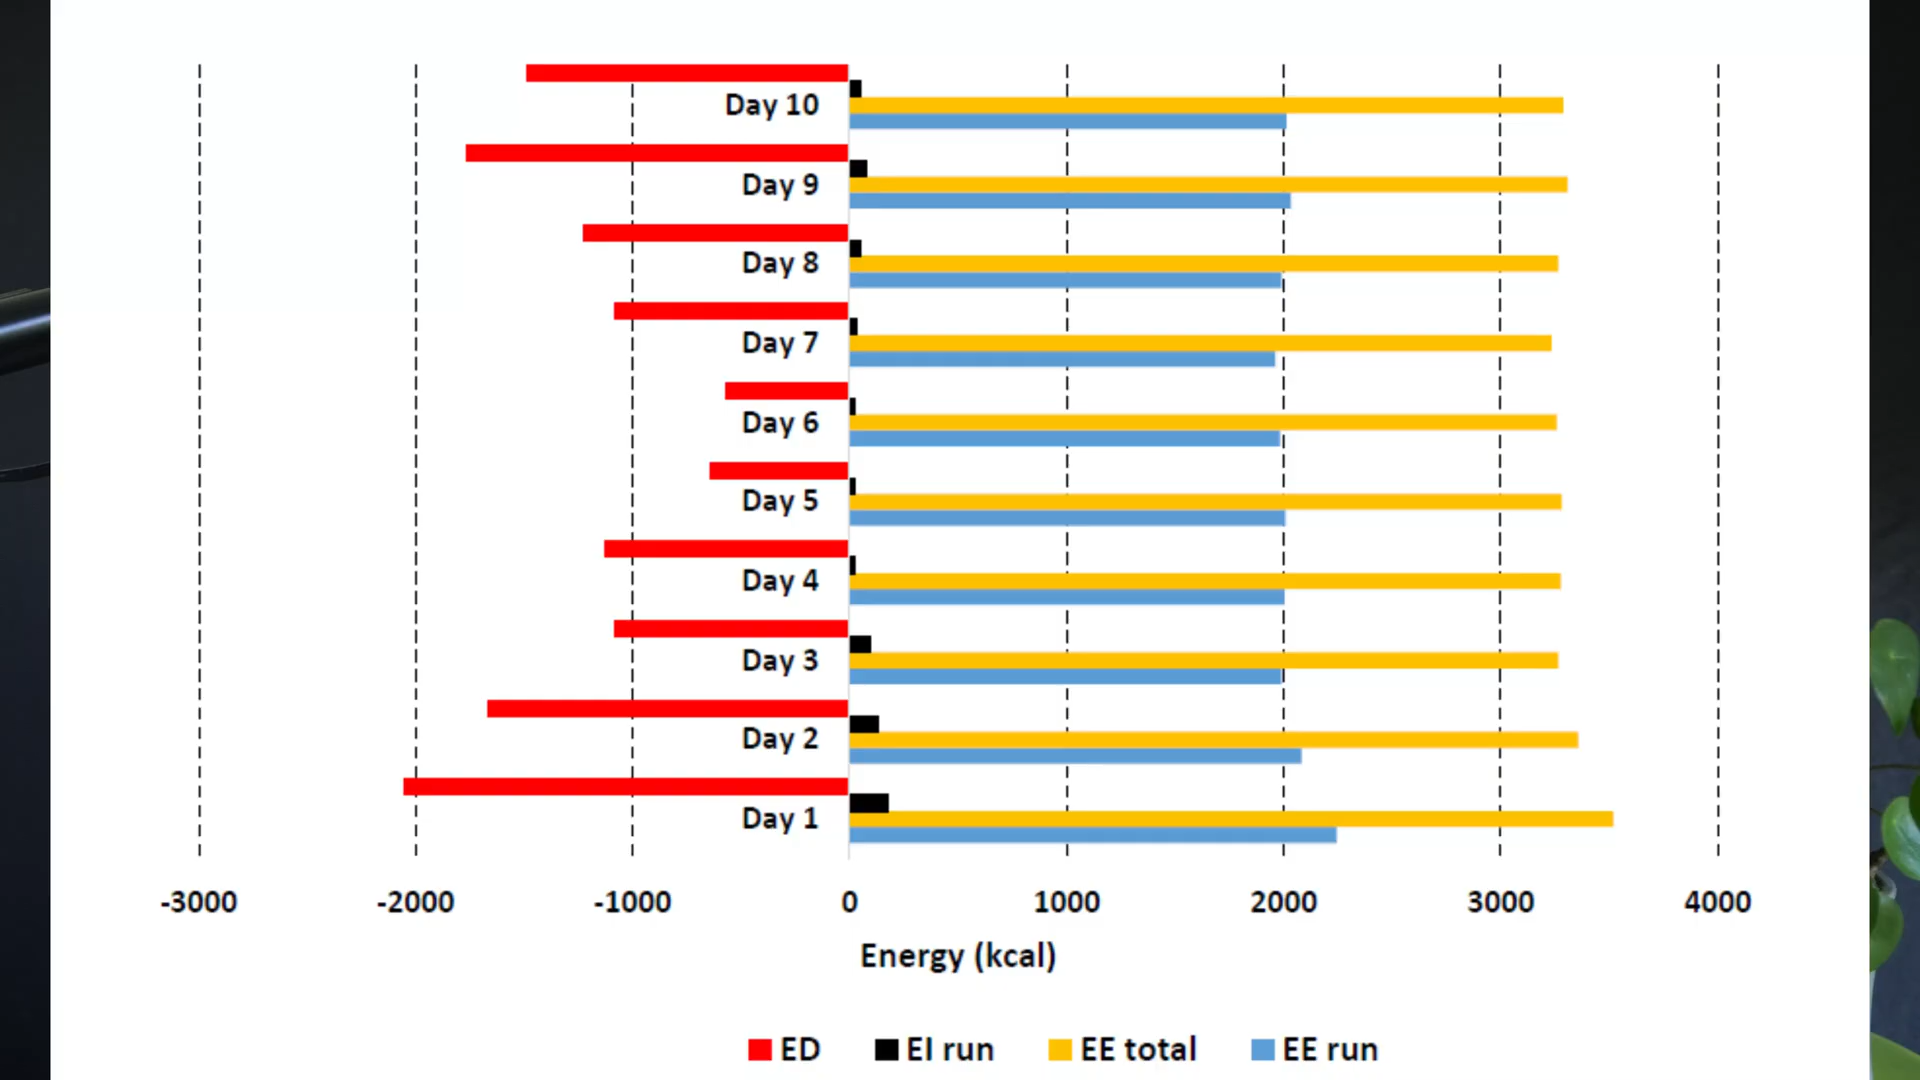 Day 10
Day 9
Day 8
Day 7
Day 6
Day 5
Day 4
Day 3
Day 2
Day 1
-3000 -2000 -1000 0 1000 2000 3000 4000
Energy (kcal)
ED EI run EE total EE run